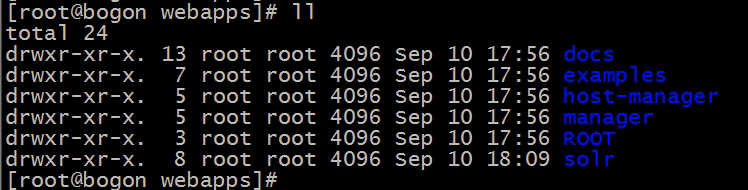 [root@bogon webapps]# ll
total 24
drwxr-xr-x. 13 root root 4096 Sep 10 17:56 docs
drwxr-xr-x.  7 root root 4096 Sep 10 17:56 examples
drwxr-xr-x.  5 root root 4096 Sep 10 17:56 host-manager
drwxr-xr-x.  5 root root 4096 Sep 10 17:56 manager
drwxr-xr-x.  3 root root 4096 Sep 10 17:56 ROOT
drwxr-xr-x.  8 root root 4096 Sep 10 18:09 solr
[root@bogon webapps]#